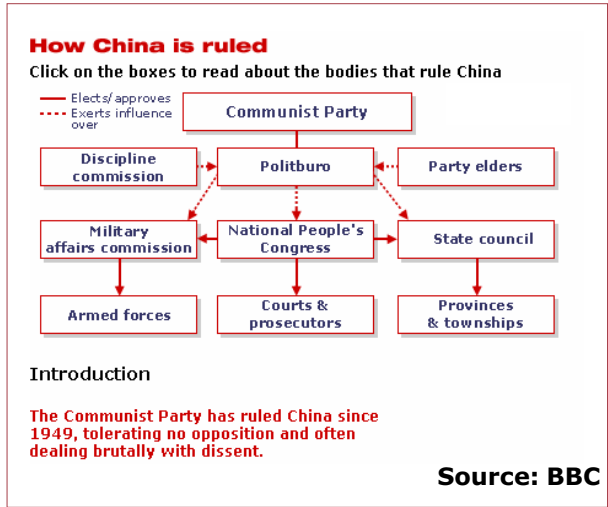 How China is ruled
Click on the boxes to read about the bodies that rule China
Elects/approves
Exerts influence
over
Communist Party
Discipline
commission
Politburo
Party elders
Military
affairs commission
National People's
Congress
State council
Armed forces
Courts &
prosecutors
Provinces
& townships
Introduction
The Communist Party has ruled China since
1949, tolerating no opposition and often
dealing brutally with dissent.
Source: BBC